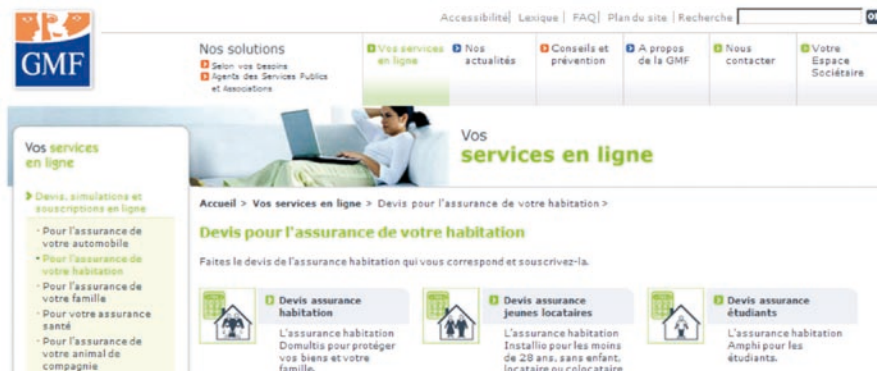 Accessibilité| Lexique | FAQ| Plan du site | Recherche
GMF
Nos solutions
Selon vos besoins
Agents des Services Publics
et Associations
Vos services
en ligne
Nos
actualités
Conseils et
prévention
A propos
de la GMF
Nous
contacter
Votre
Espace
Sociétaire
Vos services
en ligne
Vos
services en ligne
Devis, simulations et
souscriptions en ligne
Pour l'assurance de
votre automobile
Pour l'assurance de
votre habitation
Pour l'assurance de
votre famille
Pour votre assurance
santé
Pour l'assurance de
votre animal de
compagnie
Accueil > Vos services en ligne > Devis pour l'assurance de votre habitation >
Devis pour l'assurance de votre habitation
Faites le devis de l'assurance habitation qui vous correspond et souscrivez-la.
Devis assurance
habitation
L'assurance habitation
Domultis pour protéger
vos biens et votre
famille.
Devis assurance
jeunes locataires
L'assurance habitation
Installio pour les moins
de 28 ans, sans enfant,
locataire ou colocataire
Devis assurance
étudiants
L'assurance habitation
Amphi pour les
étudiants.